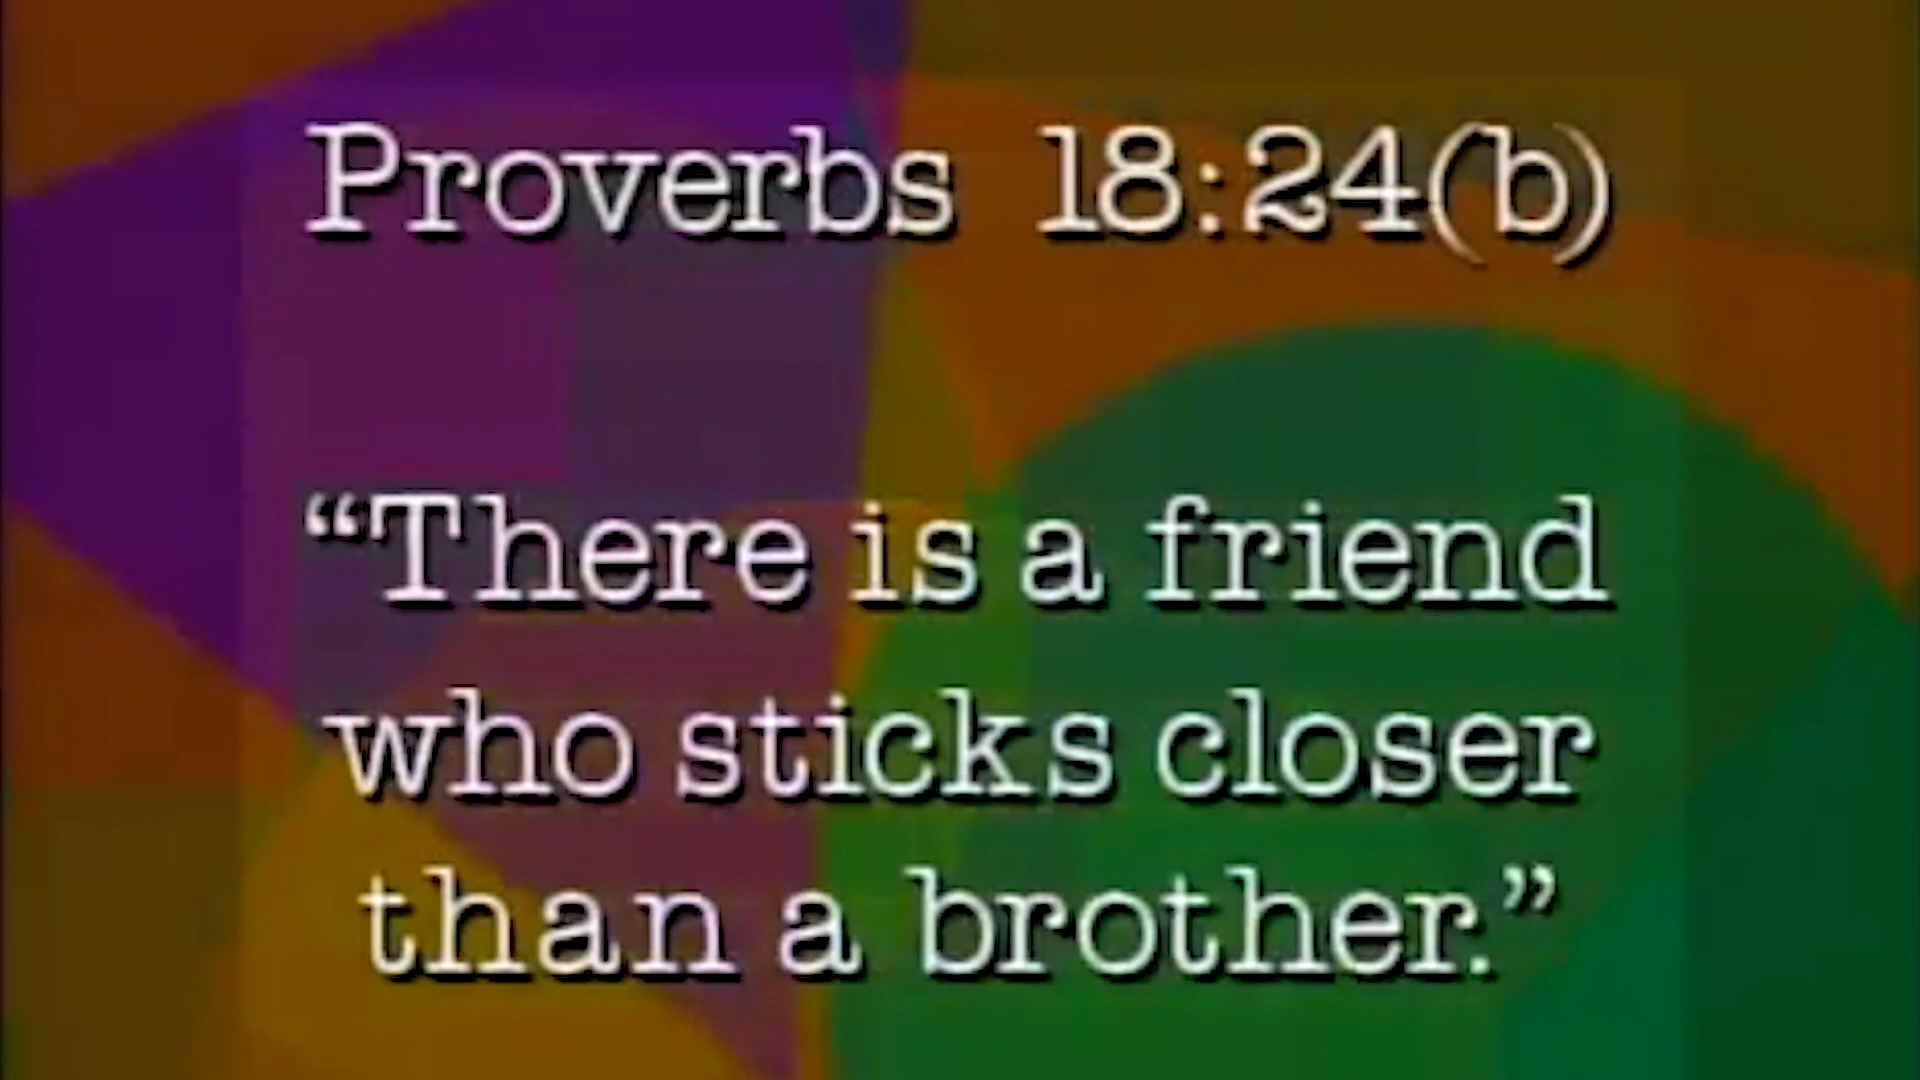 Proverbs 18:24(b)
“There is a friend
who sticks closer
than a brother.”